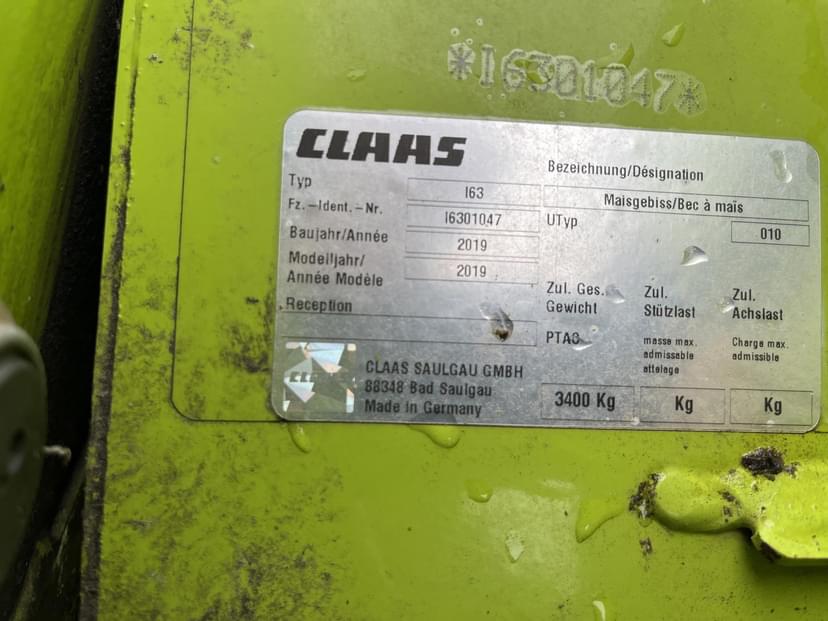 *I6301047*
CLAAS
Bezeichnung/Désignation
Typ I63 Maisgebiss/Bec à maïs
Fz.-Ident.-Nr. I6301047 UTyp 010
Baujahr/Année 2019
Modelljahr/
Année Modèle 2019
Reception
Zul. Ges.
Gewicht
Zul.
Stützlast
Zul.
Achslast
PTAC
masse max.
admissable
attelage
Charge max.
admissible
CLAAS SAULGAU GMBH
88348 Bad Saulgau
Made in Germany
3400 Kg Kg Kg